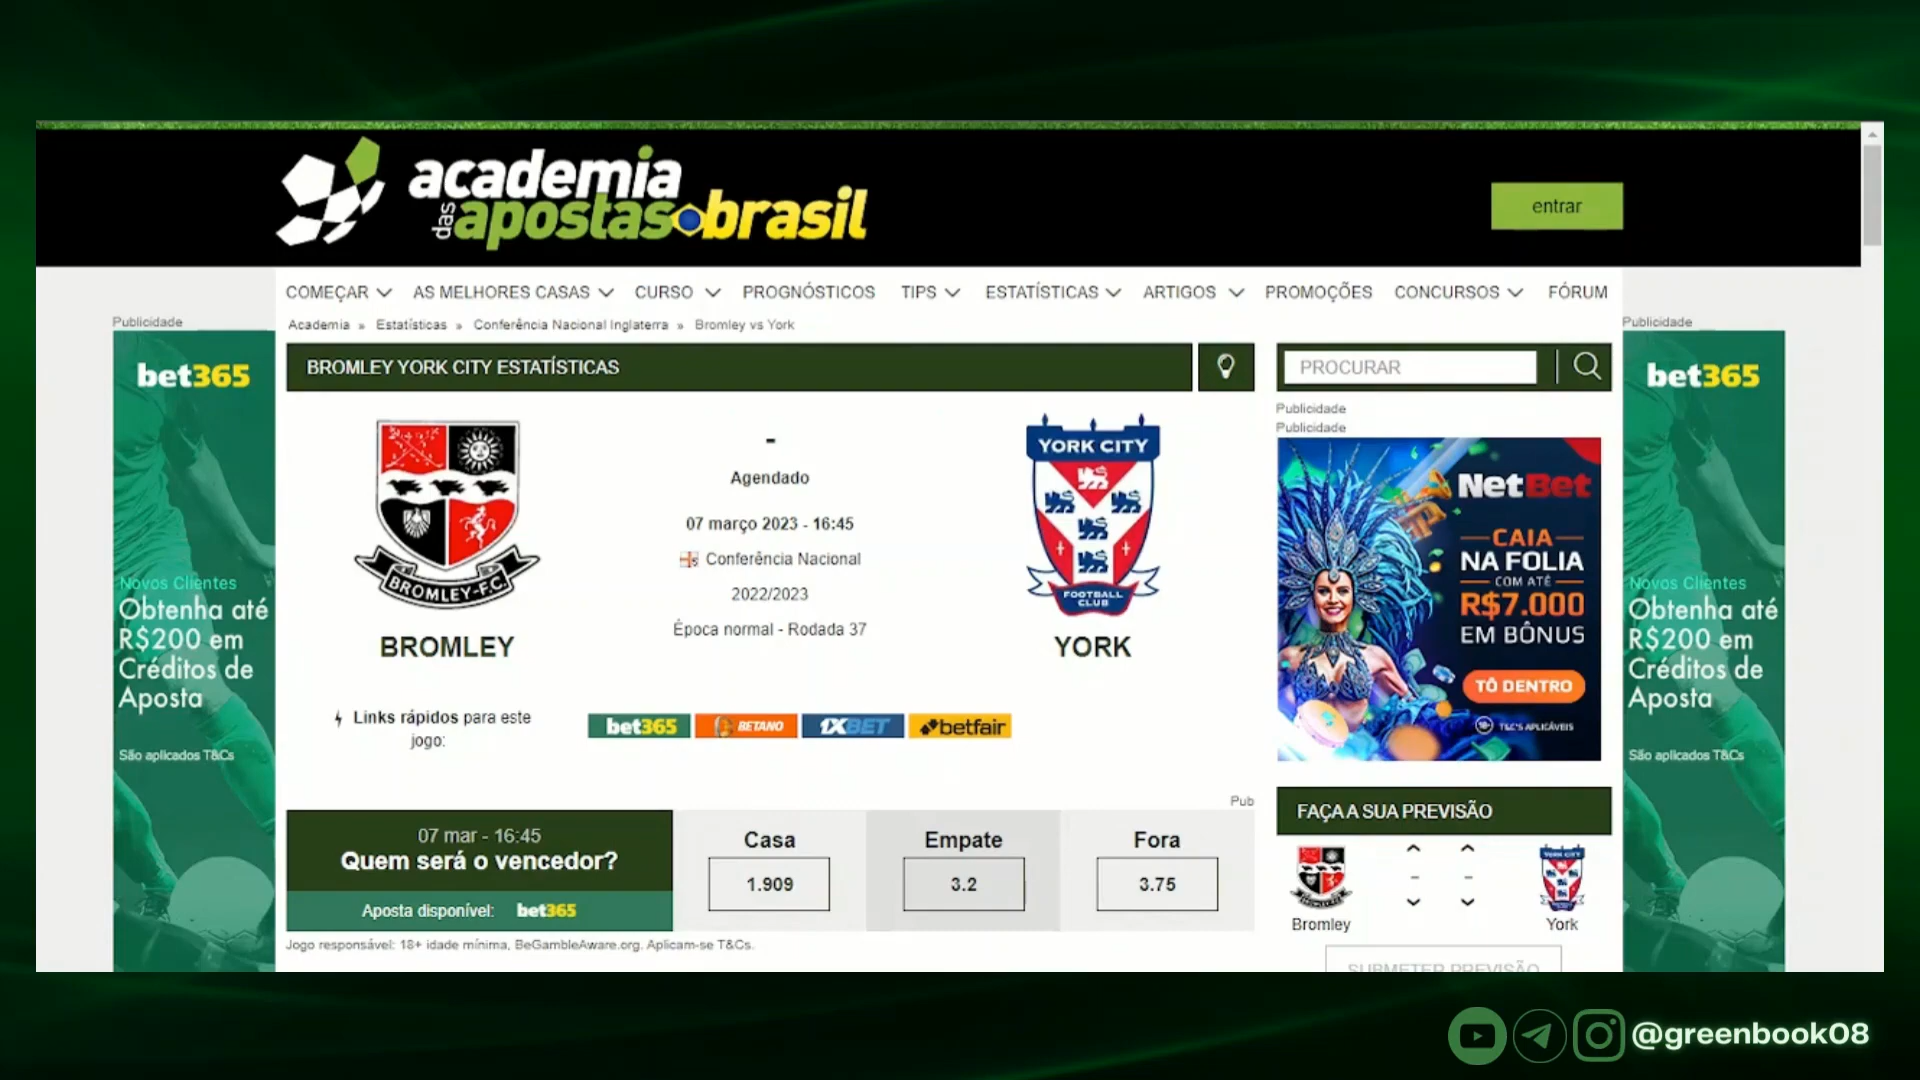 academia
das apostas brasil
entrar
COMEÇAR AS MELHORES CASAS CURSO PROGNÓSTICOS TIPS ESTATÍSTICAS ARTIGOS PROMOÇÕES CONCURSOS FÓRUM
Academia » Estatísticas » Conferência Nacional Inglaterra » Bromley vs York
Publicidade
bet365
Novos Clientes
Obtenha até
R$200 em
Créditos de
Aposta
São aplicados T&Cs
BROMLEY YORK CITY ESTATÍSTICAS
BROMLEY-F.C.
BROMLEY
-
Agendado
07 março 2023 - 16:45
Conferência Nacional
2022/2023
Época normal - Rodada 37
YORK CITY
FOOTBALL
CLUB
YORK
Links rápidos para este
jogo:
bet365 BETANO 1XBET betfair
Pub
07 mar - 16:45
Quem será o vencedor?
Aposta disponível: bet365
Casa Empate Fora
1.909 3.2 3.75
Jogo responsável: 18+ idade mínima, BeGambleAware.org. Aplicam-se T&Cs.
PROCURAR
Publicidade
Publicidade
NetBet
CAIA
NA FOLIA
COM ATÉ
R$7.000
EM BÔNUS
TÔ DENTRO
18+ T&C'S APLICÁVEIS
FAÇA A SUA PREVISÃO
- -
Bromley York
SUBMETER PREVISÃO
Publicidade
bet365
Novos Clientes
Obtenha até
R$200 em
Créditos de
Aposta
São aplicados T&Cs
@greenbook08